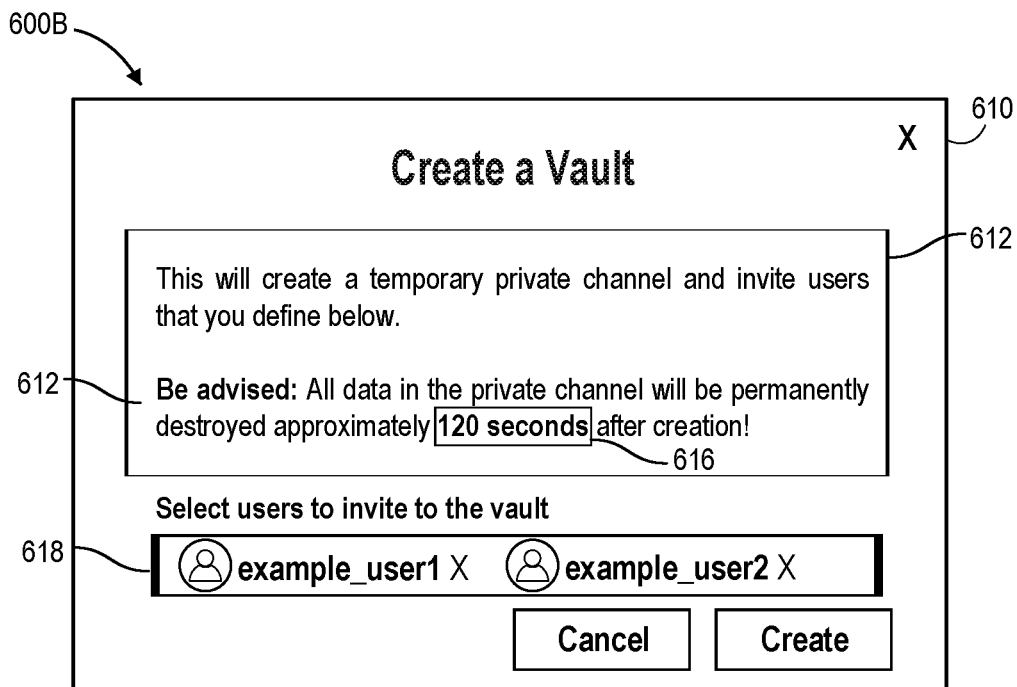 600B
610
X
Create a Vault
612
This will create a temporary private channel and invite users
that you define below.
612
Be advised: All data in the private channel will be permanently
destroyed approximately 120 seconds after creation!
616
Select users to invite to the vault
618
example_user1 X example_user2 X
Cancel Create